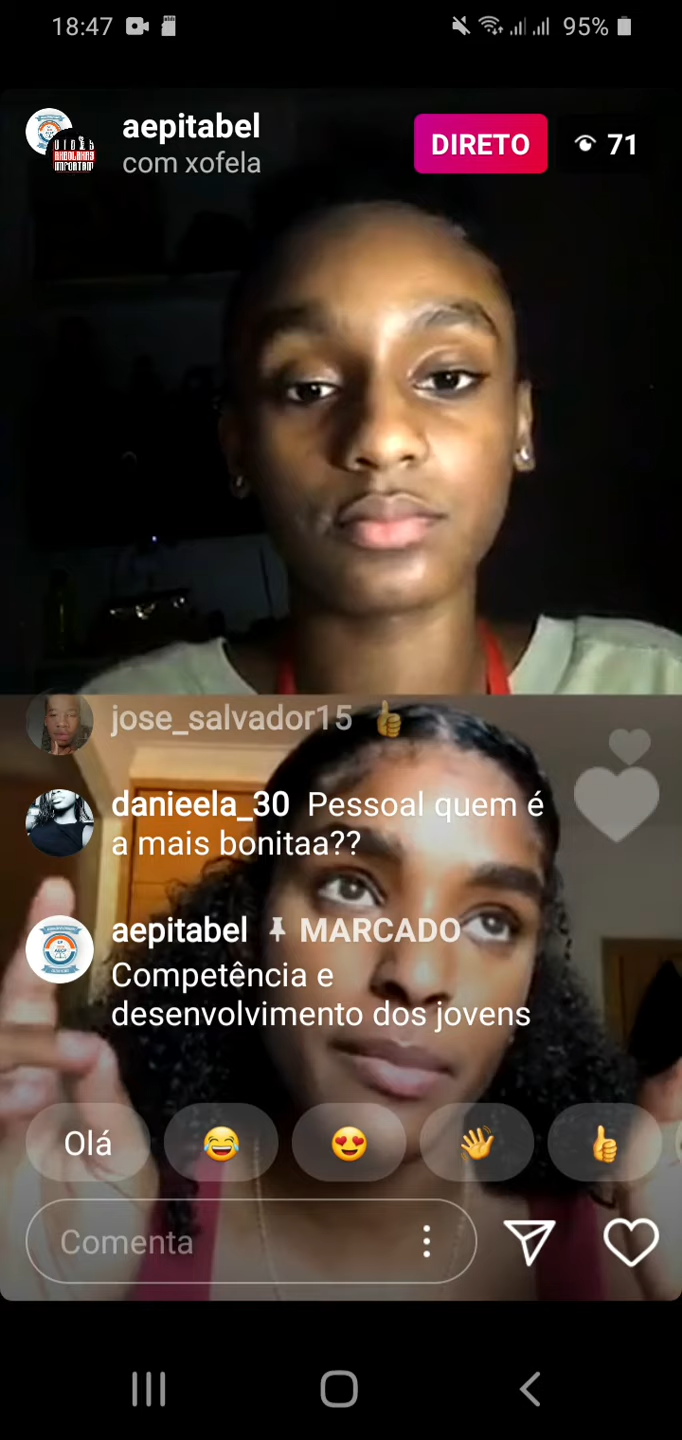 18:47 95%
aepitabel
com xofela
DIRETO 71
jose_salvador15 👍
danieela_30 Pessoal quem é
a mais bonitaa??
aepitabel MARCADO
Competência e
desenvolvimento dos jovens
Olá 😂 😍 👋 👍
Comenta